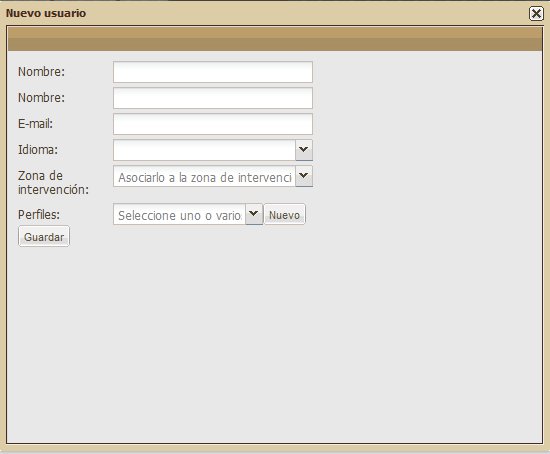 Nuevo usuario
Nombre:
Nombre:
E-mail:
Idioma:
Zona de Asociarlo a la zona de intervenci
intervención:
Perfiles: Seleccione uno o vario Nuevo
Guardar